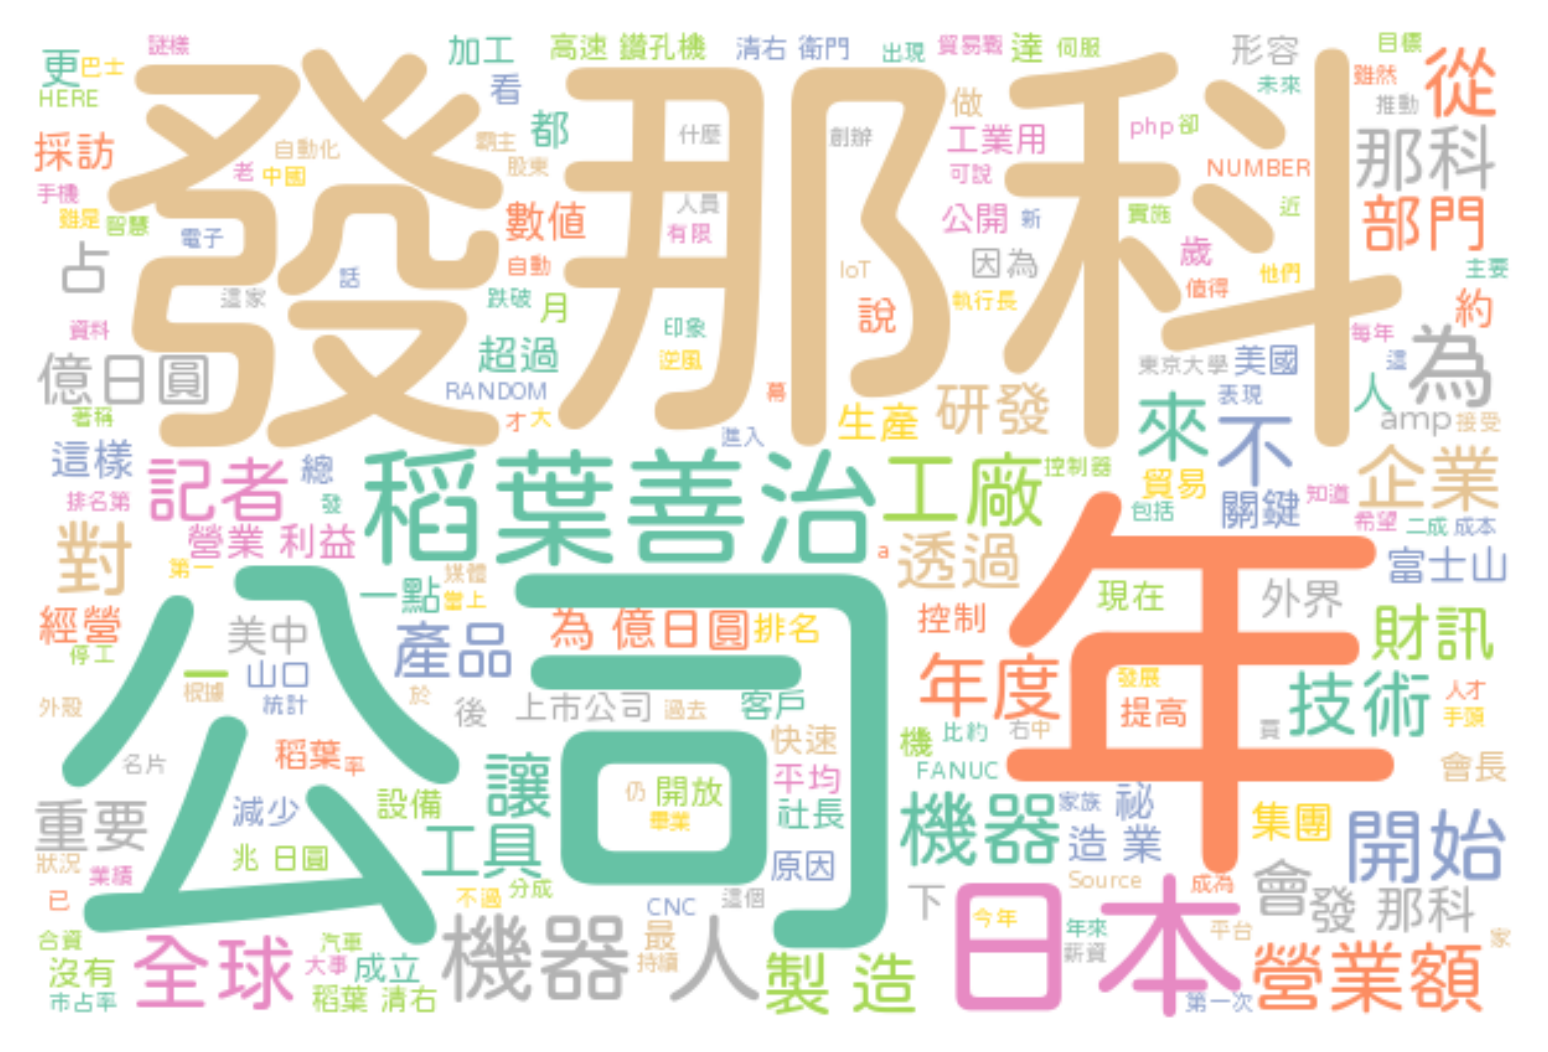 謎樣
加工
高速 鑽孔機
清右 衛門
出現
貿易戰
達
伺服
形容
目標
更
巴士
HERE
看
發那科
做
未來
雖然
從
推動
採訪
自動化
都
霸主
什麼
創辦
工業用
php
卻
那科
老
中國
股東
可說
NUMBER
手機
雖是
智慧
電子
數值
人員
有限
公開
新
實施
近
部門
占
話
自動
IoT
因為
歲
他們
主要
這家
跌破
月
說
執行長
值得
約
資料
印象
每年
億日圓
超過
逆風
東京大學
美國
這
為
著稱
RANDOM
才
大
幕
生產
研發
來
表現
人
amp
接受
不
進入
這樣
記者
總
稻葉善治
工廠
控制器
貿易
企業
排名第
發
包括
關鍵
知道
希望
二成
成本
對
營業 利益
a
透過
年
富士山
第一
媒體
公司
一點
當上
現在
外界
經營
美中
產品
為 億日圓
排名
控制
財訊
停工
一
山口
年度
發展
技術
人才
根據
統計
於
後
上市公司
過去
客戶
提高
手頭
外殼
右中
買
名片
稻葉
率
讓
快速
機
比約
平均
FANUC
會長
仍
開放
重要
減少
設備
畢業
社長
機器
家族
祕
集團
開始
工具
造 業
兆 日圓
狀況
業績
原因
Source
成為
會
不過
分成
下
日本
已
CNC
這個
今年
發 那科
機器 人
最
年來
平台
家
合資
沒有
全球
汽車
大事
成立
持續
製 造
薪資
營業額
市占率
稻葉 清右
第一次